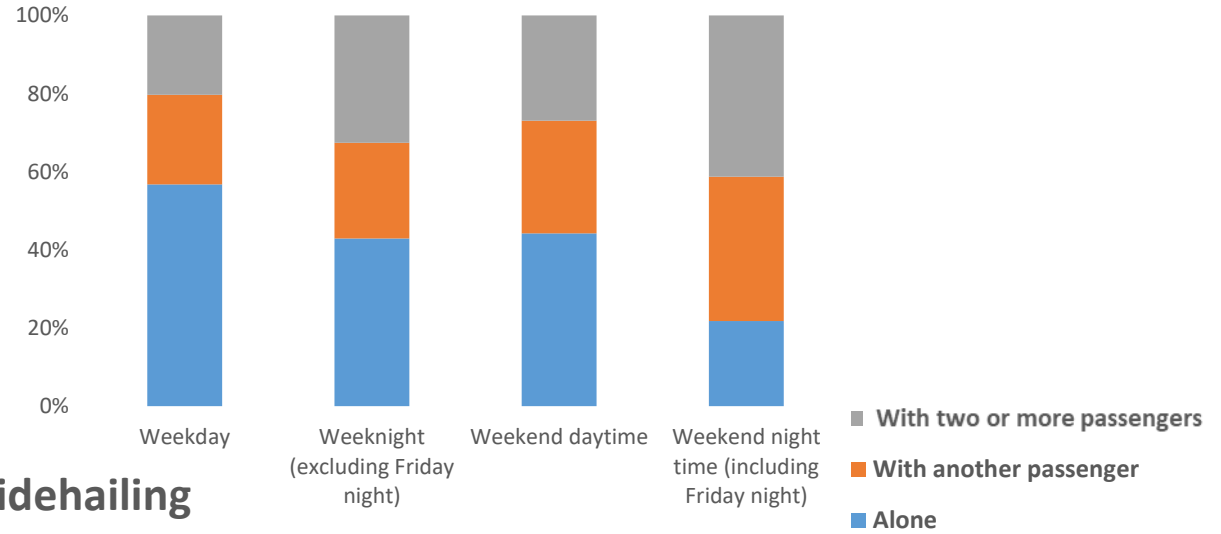 100%
80%
60%
40%
20%
0%
Weekday
Weeknight
(excluding Friday
night)
Weekend daytime
Weekend night
time (including
Friday night)
With two or more passengers
With another passenger
Alone
idehailing